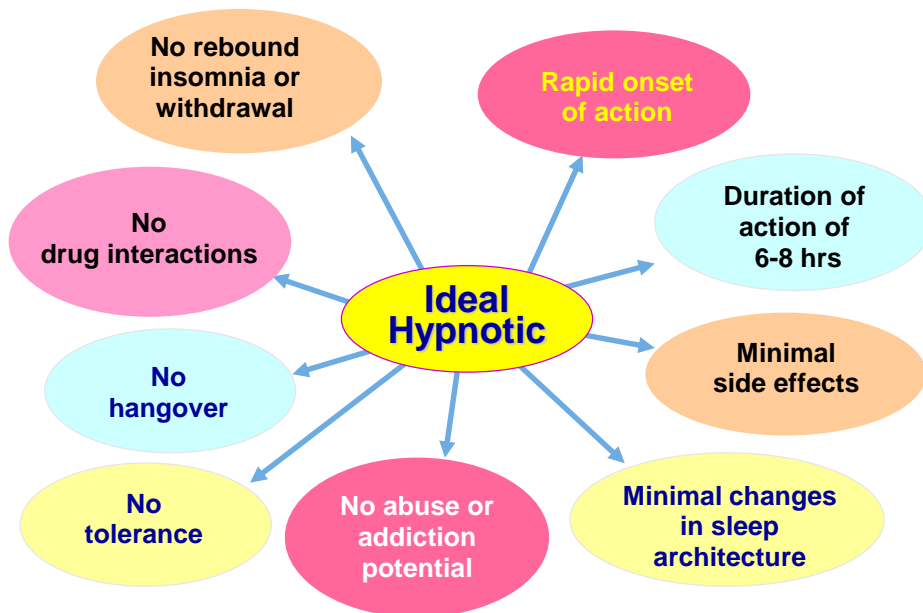 No rebound
insomnia or
withdrawal
Rapid onset
of action
No
drug interactions
Duration of
action of
6-8 hrs
Ideal
Hypnotic
No
hangover
Minimal
side effects
No
tolerance
No abuse or
addiction
potential
Minimal changes
in sleep
architecture